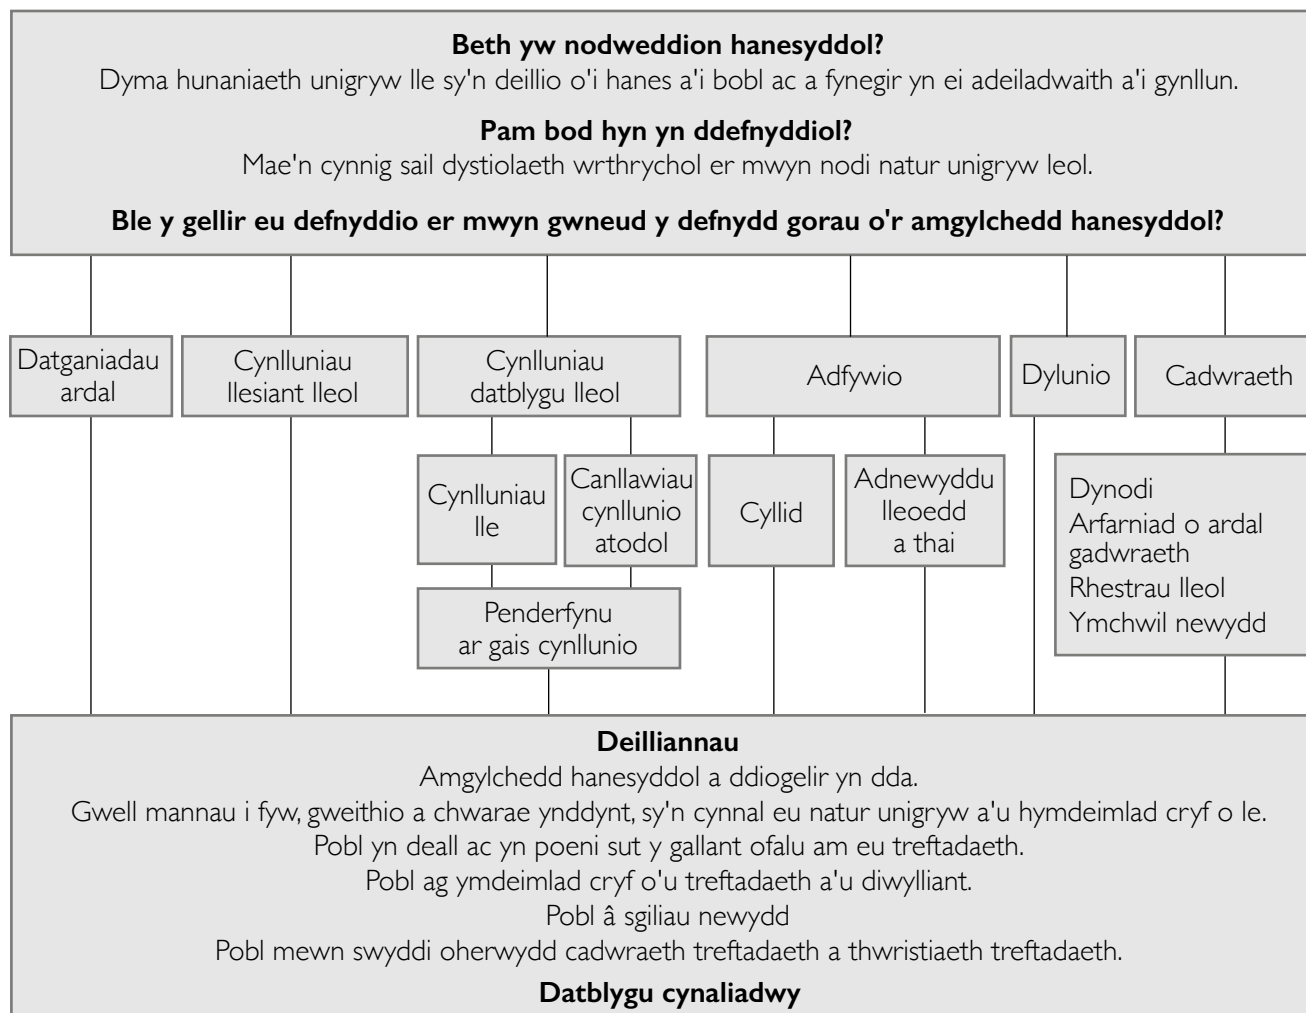 Beth yw nodweddion hanesyddol?
Dyma hunaniaeth unigryw lle sy'n deillio o'i hanes a'i bobl ac a fynegir yn ei adeiladwaith a'i gynllun.
Pam bod hyn yn ddefnyddiol?
Mae'n cynnig sail dystiolaeth wrthrychol er mwyn nodi natur unigryw leol.
Ble y gellir eu defnyddio er mwyn gwneud y defnydd gorau o'r amgylchedd hanesyddol?
Datganiadau
ardal
Cynlluniau
llesiant lleol
Cynlluniau
datblygu lleol
Adfywio
Dylunio
Cadwraeth
Cynlluniau
lle
Canllawiau
cynllunio
atodol
Cyllid
Adnewyddu
lleoedd
a thai
Dynodi
Arfarniad o ardal
gadwraeth
Rhestrau lleol
Ymchwil newydd
Penderfynu
ar gais cynllunio
Deilliannau
Amgylchedd hanesyddol a ddiogelir yn dda.
Gwell mannau i fyw, gweithio a chwarae ynddynt, sy'n cynnal eu natur unigryw a'u hymdeimlad cryf o le.
Pobl yn deall ac yn poeni sut y gallant ofalu am eu treftadaeth.
Pobl ag ymdeimlad cryf o'u treftadaeth a'u diwylliant.
Pobl â sgiliau newydd
Pobl mewn swyddi oherwydd cadwraeth treftadaeth a thwristiaeth treftadaeth.
Datblygu cynaliadwy